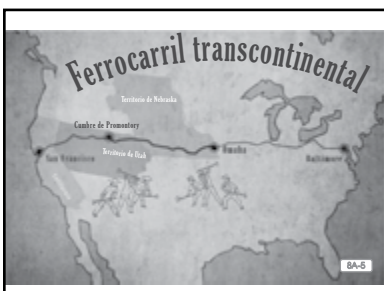 Ferrocarril transcontinental
Territorio de Nebraska
Cumbre de Promontory
San Francisco
Territorio de Utah
Omaha
Baltimore
8A-5